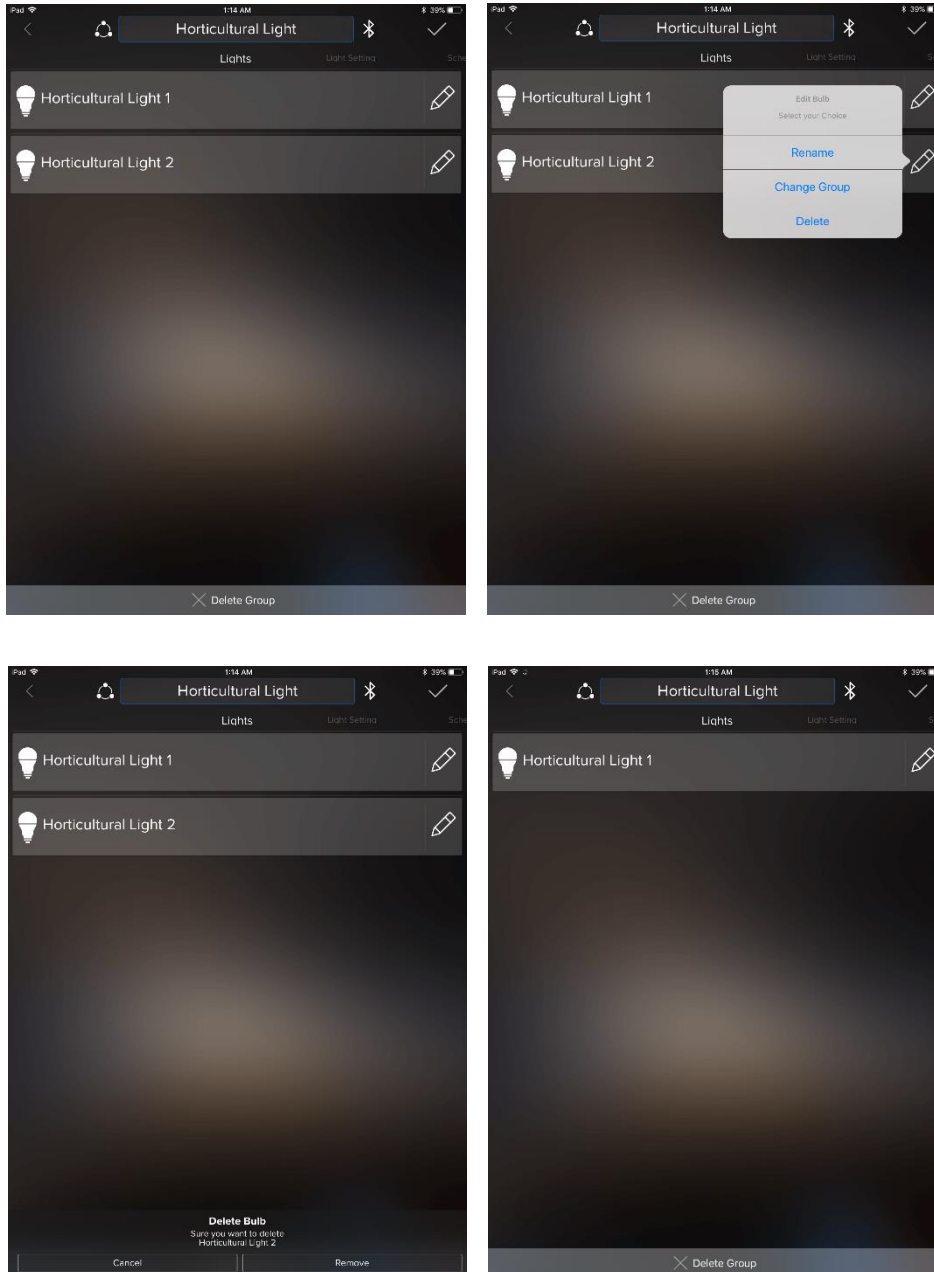 iPad 1:14 AM 39%
Horticultural Light
Lights Light Setting Sche
Horticultural Light 1
Horticultural Light 2
Delete Group
iPad 1:14 AM 39%
Horticultural Light
Lights Light Setting S
Horticultural Light 1
Edit Bulb
Select your Choice
Horticultural Light 2
Rename
Change Group
Delete
Delete Group
iPad 1:14 AM 39%
Horticultural Light
Lights Light Setting Sche
Horticultural Light 1
Horticultural Light 2
Delete Bulb
Sure you want to delete
Horticultural Light 2
Cancel Remove
iPad 1:15 AM 39%
Horticultural Light
Lights Light Setting S
Horticultural Light 1
Delete Group